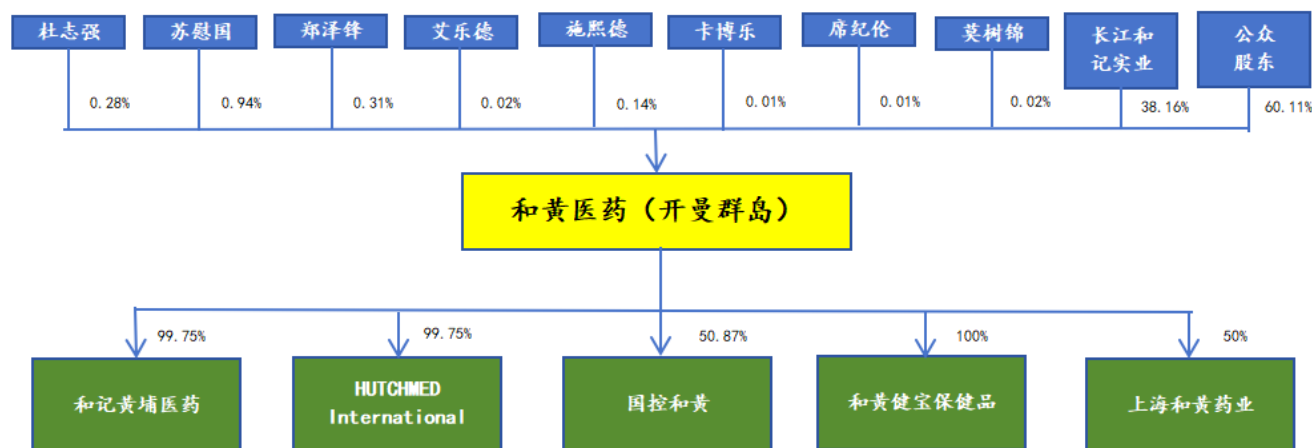 杜志强
苏慰国
郑泽锋
艾乐德
施熙德
卡博乐
席纪伦
莫树锦
长江和
记实业
公众
股东
0.28%
0.94%
0.31%
0.02%
0.14%
0.01%
0.01%
0.02%
38.16%
60.11%
和黄医药（开曼群岛）
99.75%
99.75%
50.87%
100%
50%
和记黄埔医药
HUTCHMED
International
国控和黄
和黄健宝保健品
上海和黄药业